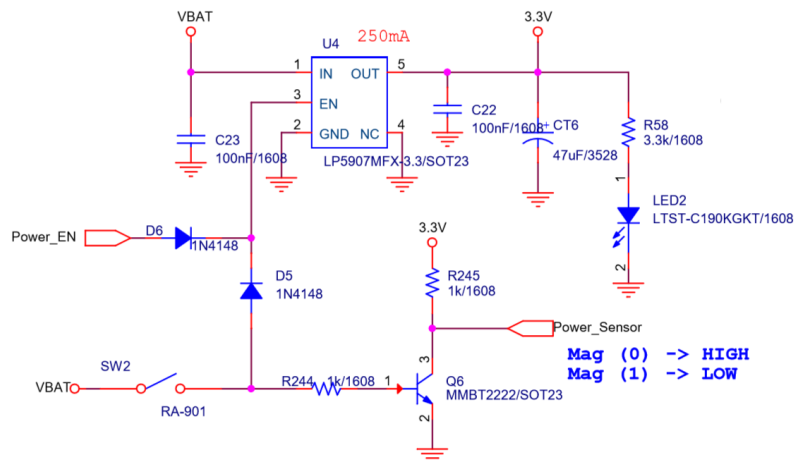 VBAT
3.3V
250mA
U4
1
IN
OUT
5
3
EN
2
GND
NC
4
LP5907MFX-3.3/SOT23
C23
100nF/1608
C22
100nF/1608
+
CT6
47uF/3528
R58
3.3k/1608
1
LED2
LTST-C190KGKT/1608
2
Power_EN
D6
1N4148
D5
1N4148
3.3V
R245
1k/1608
Power_Sensor
Mag (0) -> HIGH
Mag (1) -> LOW
SW2
VBAT
RA-901
R244
1k/1608
1
3
Q6
MMBT2222/SOT23
2